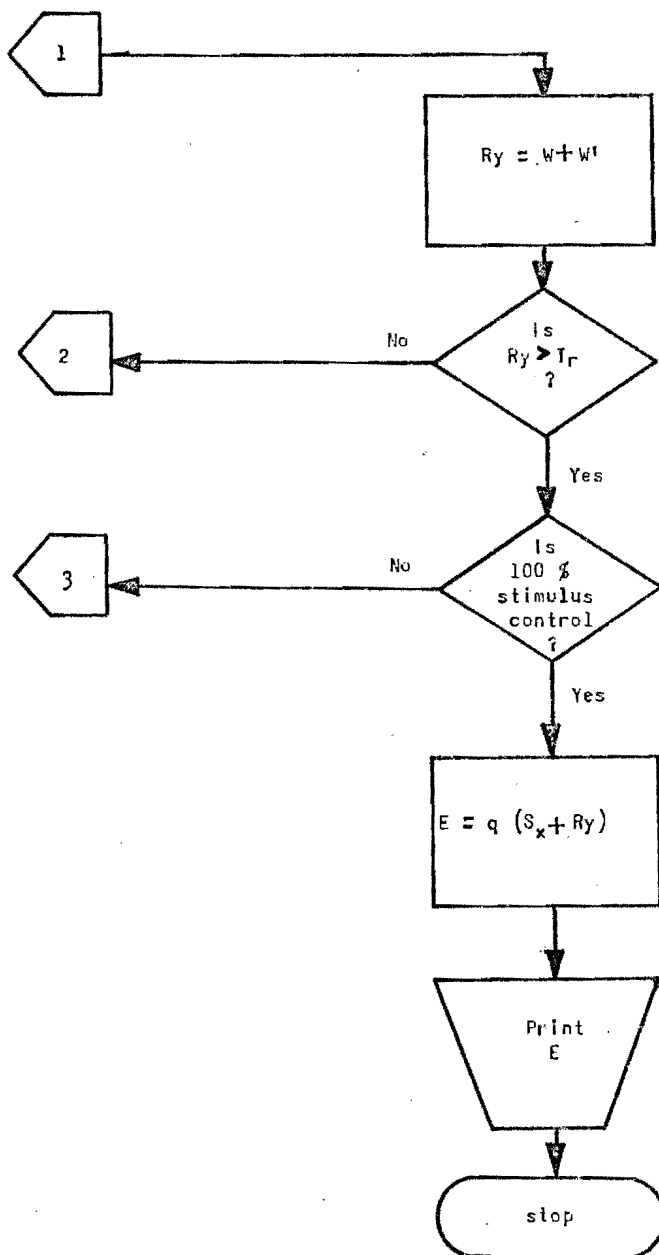 1
Ry = W+ W'
Is
Ry > Tr
?
No
2
Yes
Is
100 %
stimulus
control
?
No
3
Yes
E = q (Sx+ Ry)
Print
E
stop